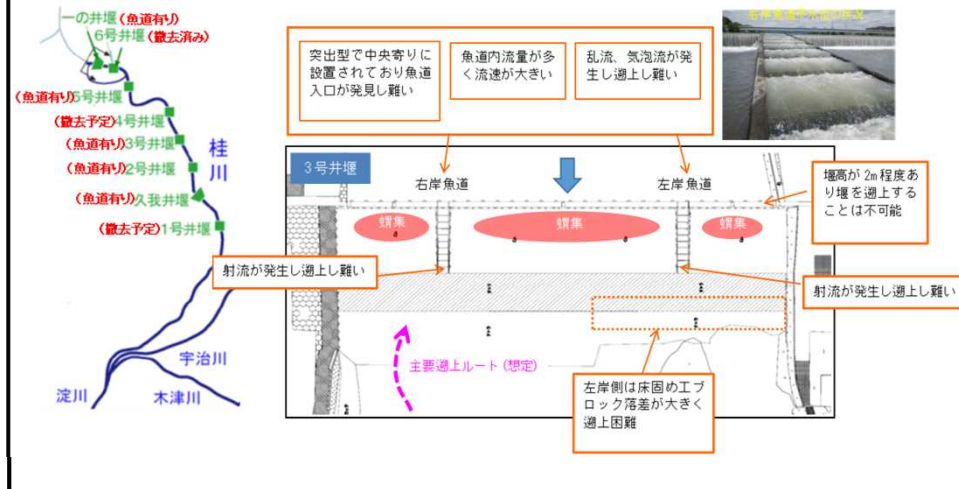 一の井堰(魚道有り)
6号井堰(撤去済み)
(魚道有り)5号井堰
(撤去予定)4号井堰
(魚道有り)3号井堰
(魚道有り)2号井堰
(魚道有り)久我井堰
(撤去予定)1号井堰
桂川
宇治川
木津川
淀川
突出型で中央寄りに
設置されており魚道
入口が発見し難い
魚道内流量が多
く流速が大きい
乱流、気泡流が発
生し遡上し難い
3号井堰
右岸魚道
左岸魚道
堰高が2m程度あ
り堰を遡上する
ことは不可能
蝟集
蝟集
蝟集
射流が発生し遡上し難い
射流が発生し遡上し難い
主要遡上ルート(想定)
左岸側は床固め工ブ
ロック落差が大きく
遡上困難